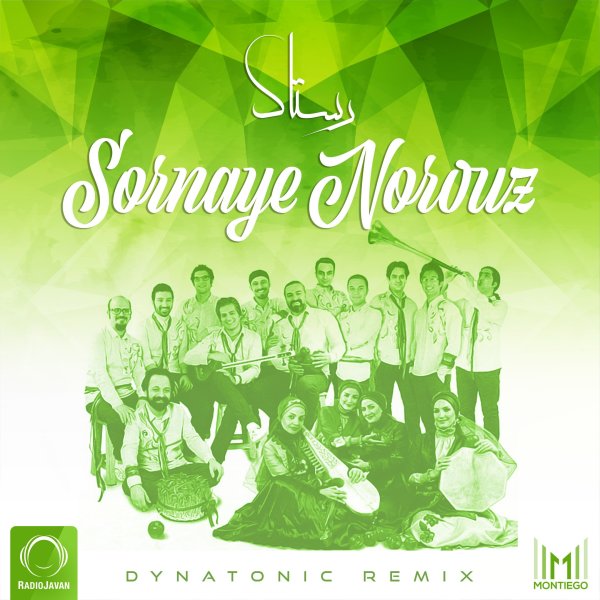 رستاک
Sornaye Norouz
RADIOJAVAN
DYNATONIC REMIX
M
MONTIEGO